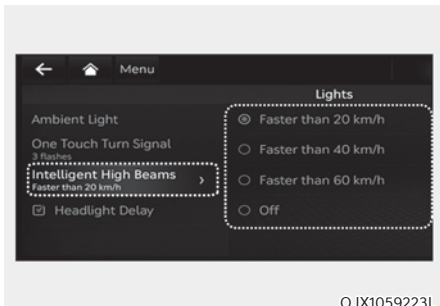 Menu
Lights
Ambient Light
One Touch Turn Signal
3 flashes
Intelligent High Beams
Faster than 20 km/h
Headlight Delay
Faster than 20 km/h
Faster than 40 km/h
Faster than 60 km/h
Off
OJX1059223L